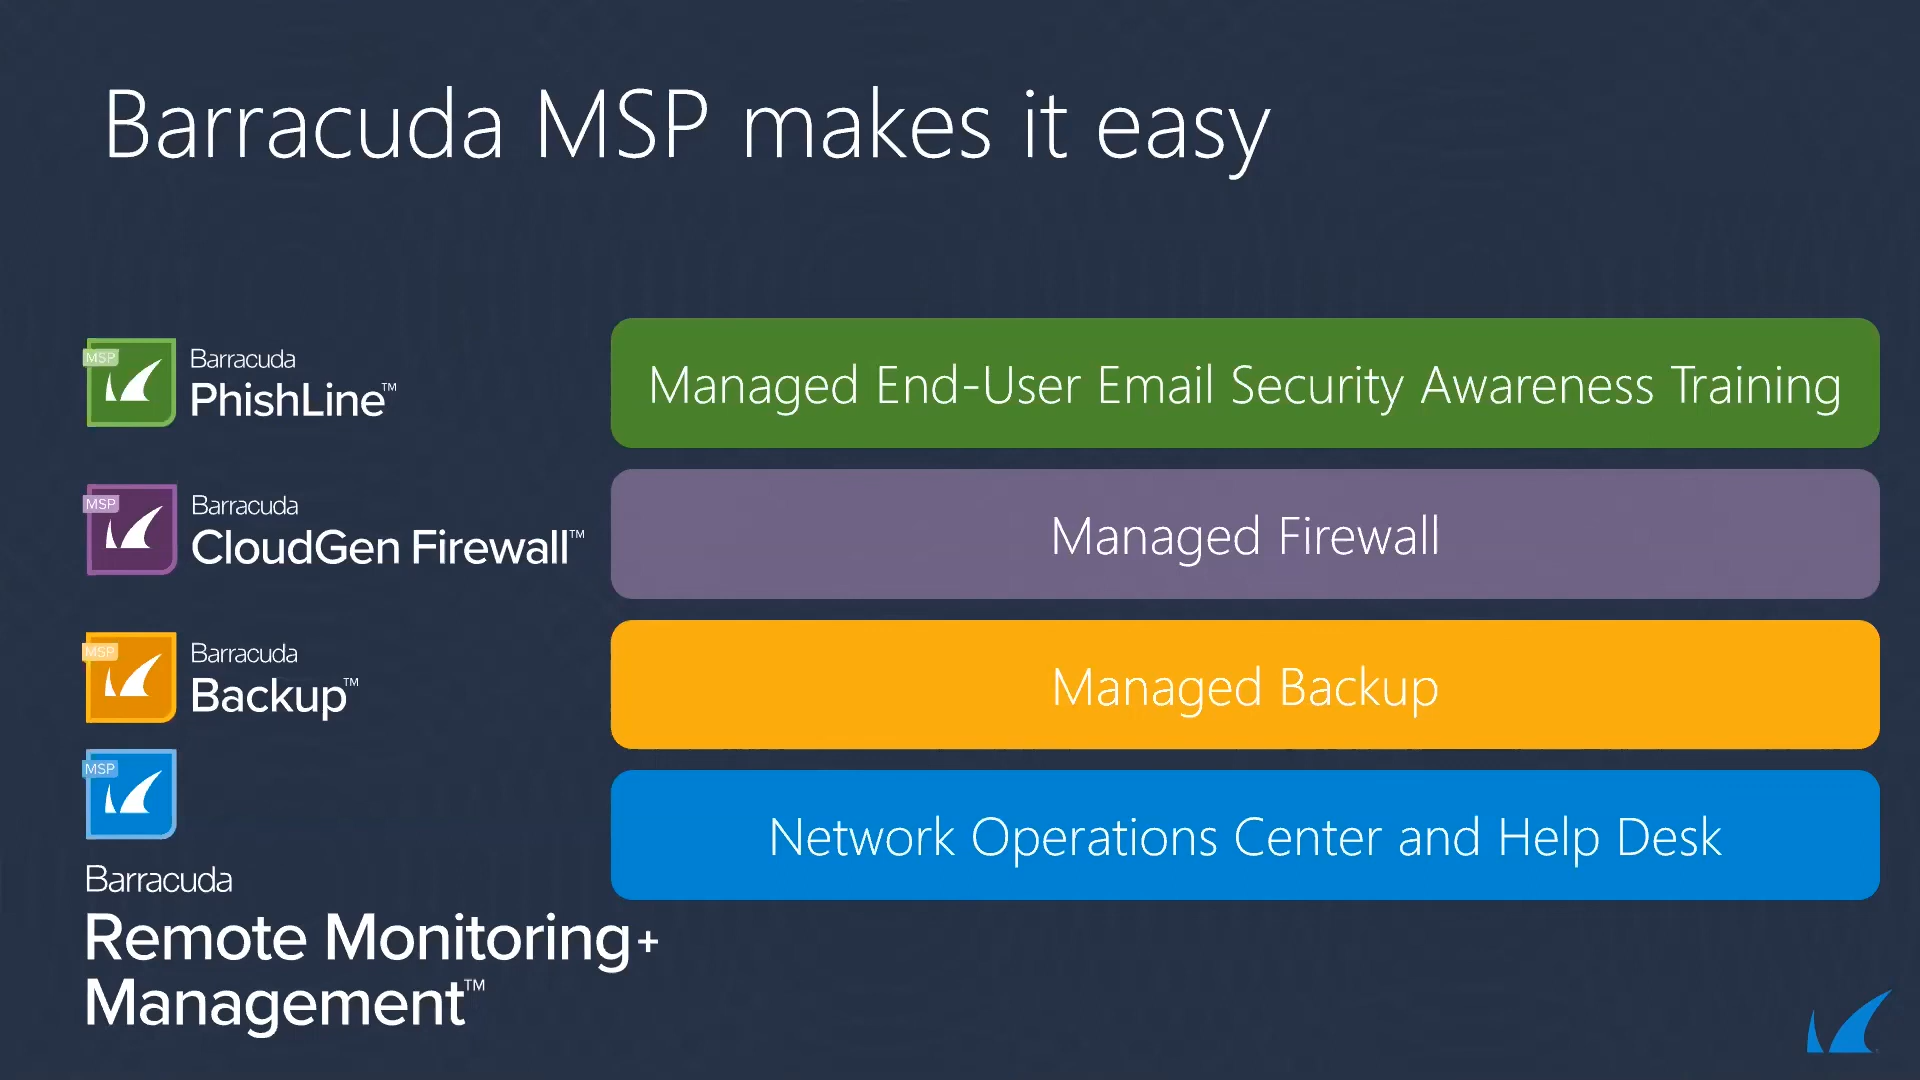 Barracuda MSP makes it easy
MSP
Barracuda
PhishLine™
Managed End-User Email Security Awareness Training
MSP
Barracuda
CloudGen Firewall™
Managed Firewall
MSP
Barracuda
Backup™
Managed Backup
MSP
Barracuda
Remote Monitoring+
Management™
Network Operations Center and Help Desk